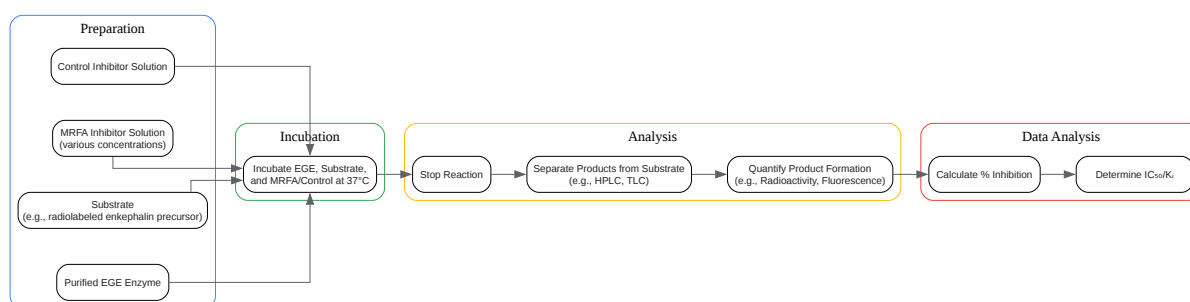 Preparation
Control Inhibitor Solution
MRFA Inhibitor Solution
(various concentrations)
Substrate
(e.g., radiolabeled enkephalin precursor)
Purified EGE Enzyme
Incubation
Incubate EGE, Substrate,
and MRFA/Control at 37°C
Analysis
Stop Reaction
Separate Products from Substrate
(e.g., HPLC, TLC)
Quantify Product Formation
(e.g., Radioactivity, Fluorescence)
Data Analysis
Calculate % Inhibition
Determine IC₅₀/Kᵢ